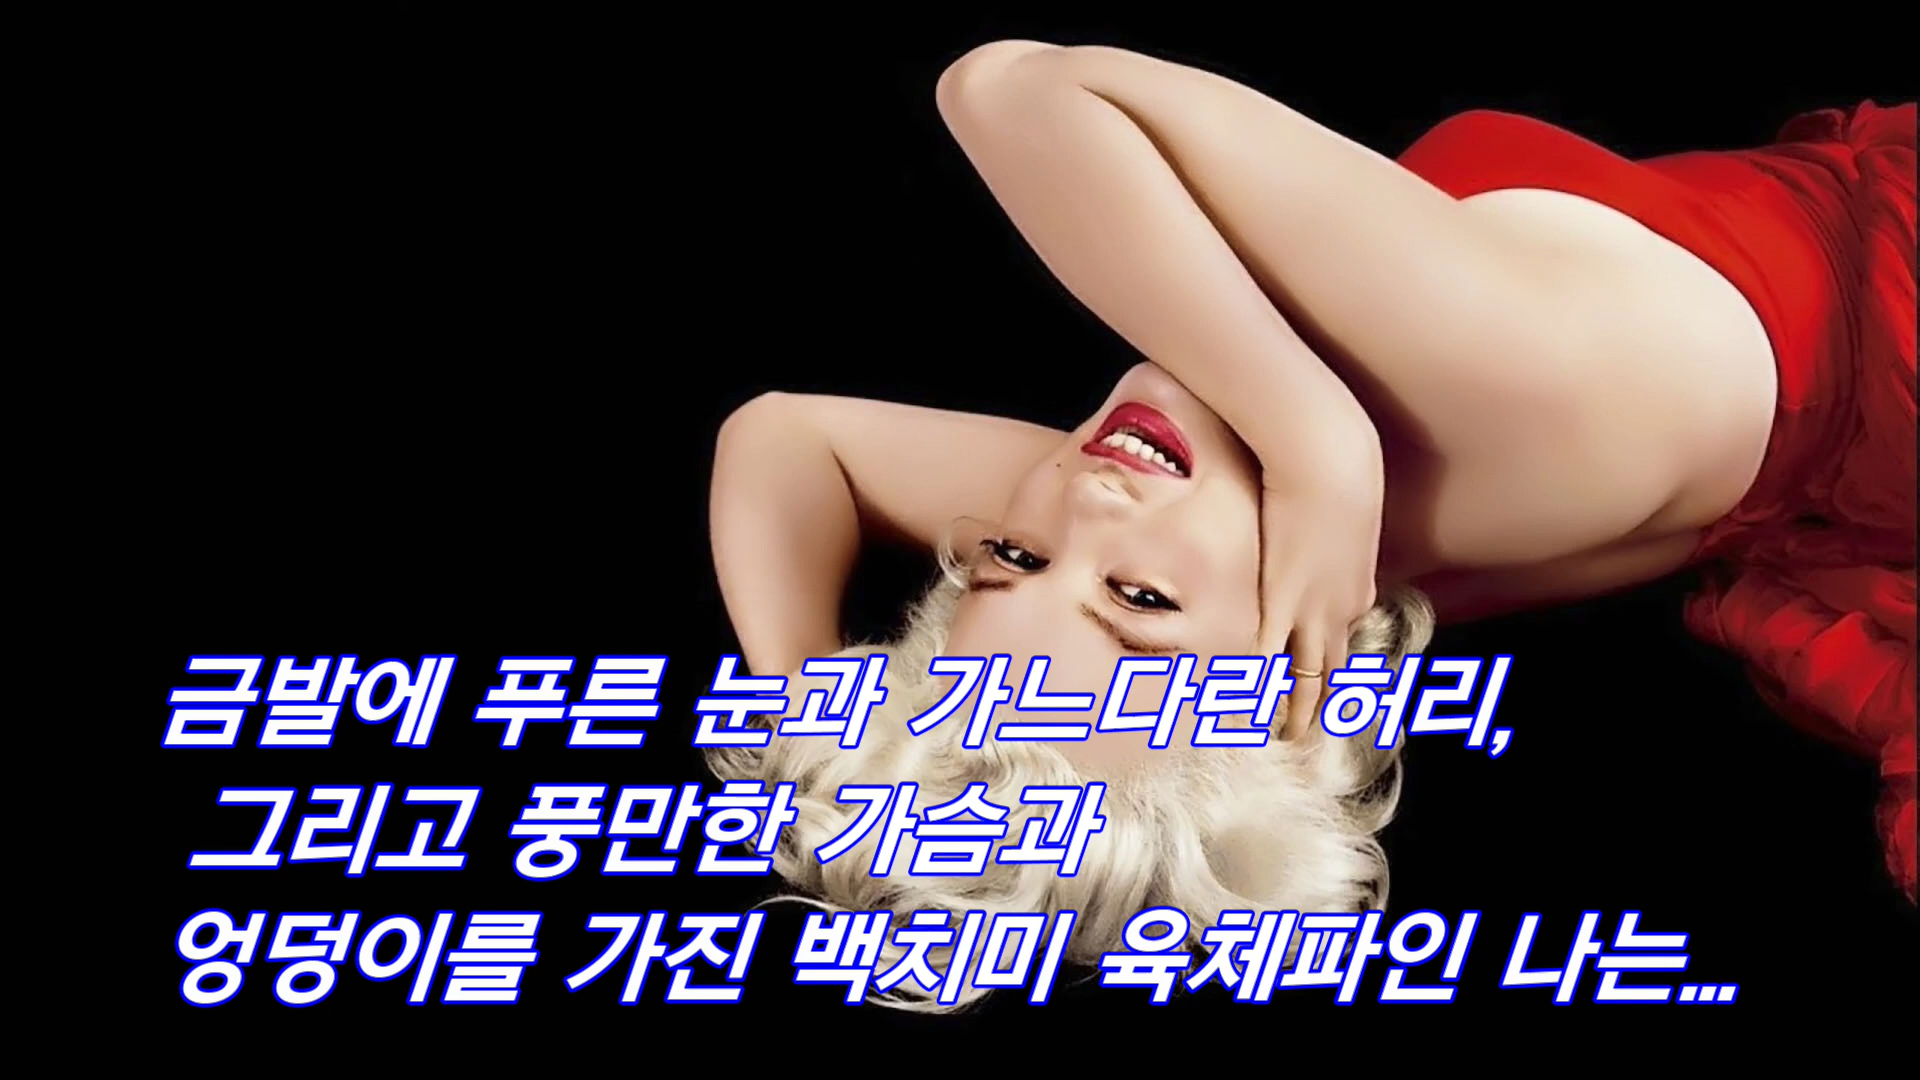 금발에 푸른 눈과 가느다란 허리,
그리고 풍만한 가슴과
엉덩이를 가진 백치미 육체파인 나는...